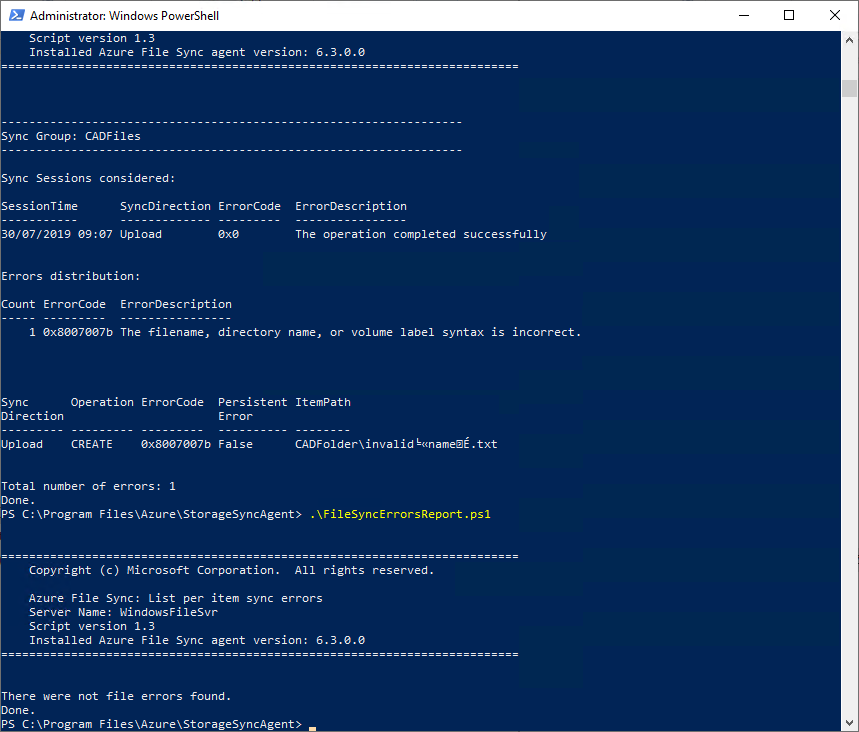 Administrator: Windows PowerShell
Script version 1.3
Installed Azure File Sync agent version: 6.3.0.0
==========================================================================
------------------------------------------------------------------
Sync Group: CADFiles
------------------------------------------------------------------
Sync Sessions considered:
SessionTime      SyncDirection ErrorCode  ErrorDescription
-----------      ------------- ---------  ----------------
30/07/2019 09:07 Upload        0x0        The operation completed successfully
Errors distribution:
Count ErrorCode  ErrorDescription
----- ---------  ----------------
    1 0x8007007b The filename, directory name, or volume label syntax is incorrect.
Sync      Operation ErrorCode  Persistent ItemPath
Direction                      Error
--------- --------- ---------  ---------- --------
Upload    CREATE    0x8007007b False      CADFolder\invalid╘«name⍰É.txt
Total number of errors: 1
Done.
PS C:\Program Files\Azure\StorageSyncAgent> .\FileSyncErrorsReport.ps1
==========================================================================
Copyright (c) Microsoft Corporation.  All rights reserved.
Azure File Sync: List per item sync errors
Server Name: WindowsFileSvr
Script version 1.3
Installed Azure File Sync agent version: 6.3.0.0
==========================================================================
There were not file errors found.
Done.
PS C:\Program Files\Azure\StorageSyncAgent>